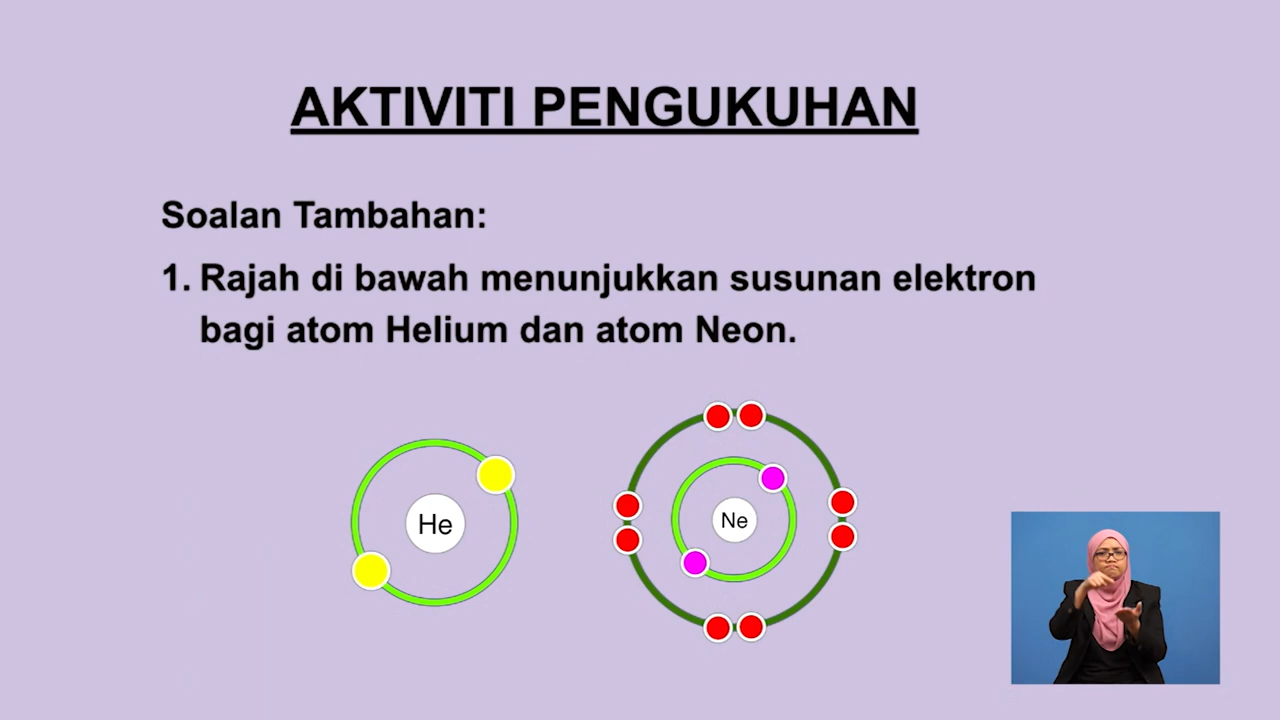 AKTIVITI PENGUKUHAN
Soalan Tambahan:
1. Rajah di bawah menunjukkan susunan elektron
bagi atom Helium dan atom Neon.
He
Ne